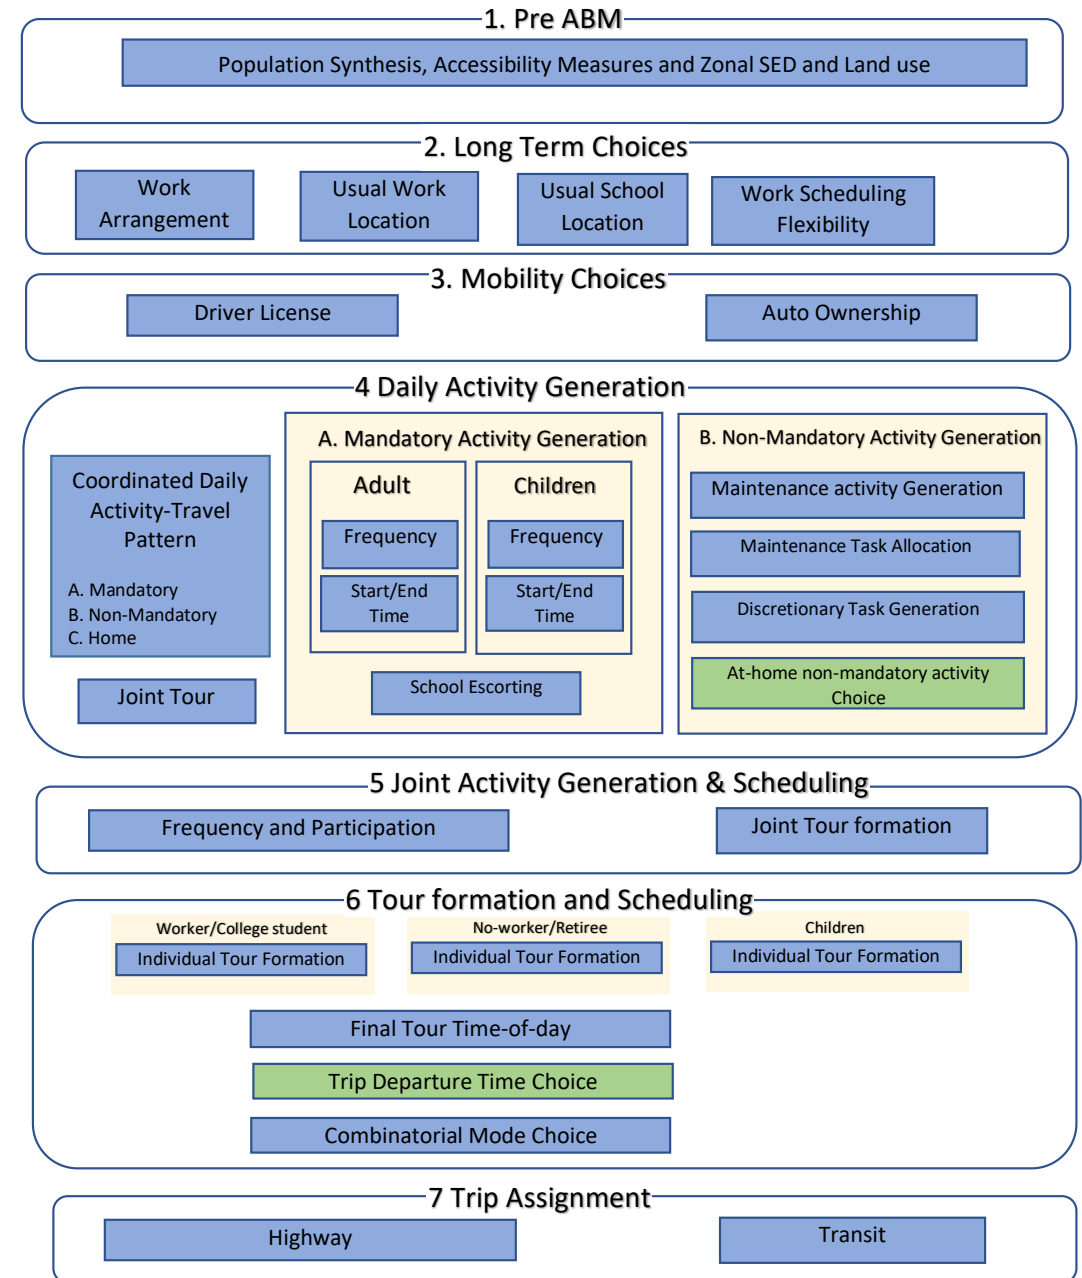 1. Pre ABM
Population Synthesis, Accessibility Measures and Zonal SED and Land use
2. Long Term Choices
Work
Arrangement
Usual Work
Location
Usual School
Location
Work Scheduling
Flexibility
3. Mobility Choices
Driver License
Auto Ownership
4 Daily Activity Generation
Coordinated Daily
Activity-Travel
Pattern
A. Mandatory
B. Non-Mandatory
C. Home
Joint Tour
A. Mandatory Activity Generation
Adult
Frequency
Start/End
Time
Children
Frequency
Start/End
Time
School Escorting
B. Non-Mandatory Activity Generation
Maintenance activity Generation
Maintenance Task Allocation
Discretionary Task Generation
At-home non-mandatory activity
Choice
5 Joint Activity Generation & Scheduling
Frequency and Participation
Joint Tour formation
6 Tour formation and Scheduling
Worker/College student
Individual Tour Formation
No-worker/Retiree
Individual Tour Formation
Children
Individual Tour Formation
Final Tour Time-of-day
Trip Departure Time Choice
Combinatorial Mode Choice
7 Trip Assignment
Highway
Transit